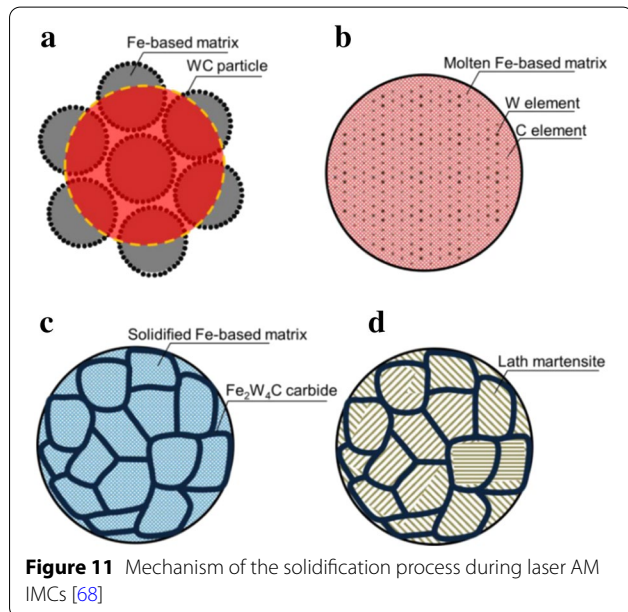 a
Fe-based matrix
WC particle
b
Molten Fe-based matrix
W element
C element
c
Solidified Fe-based matrix
Fe₂W₄C carbide
d
Lath martensite
Figure 11 Mechanism of the solidification process during laser AM
IMCs [68]